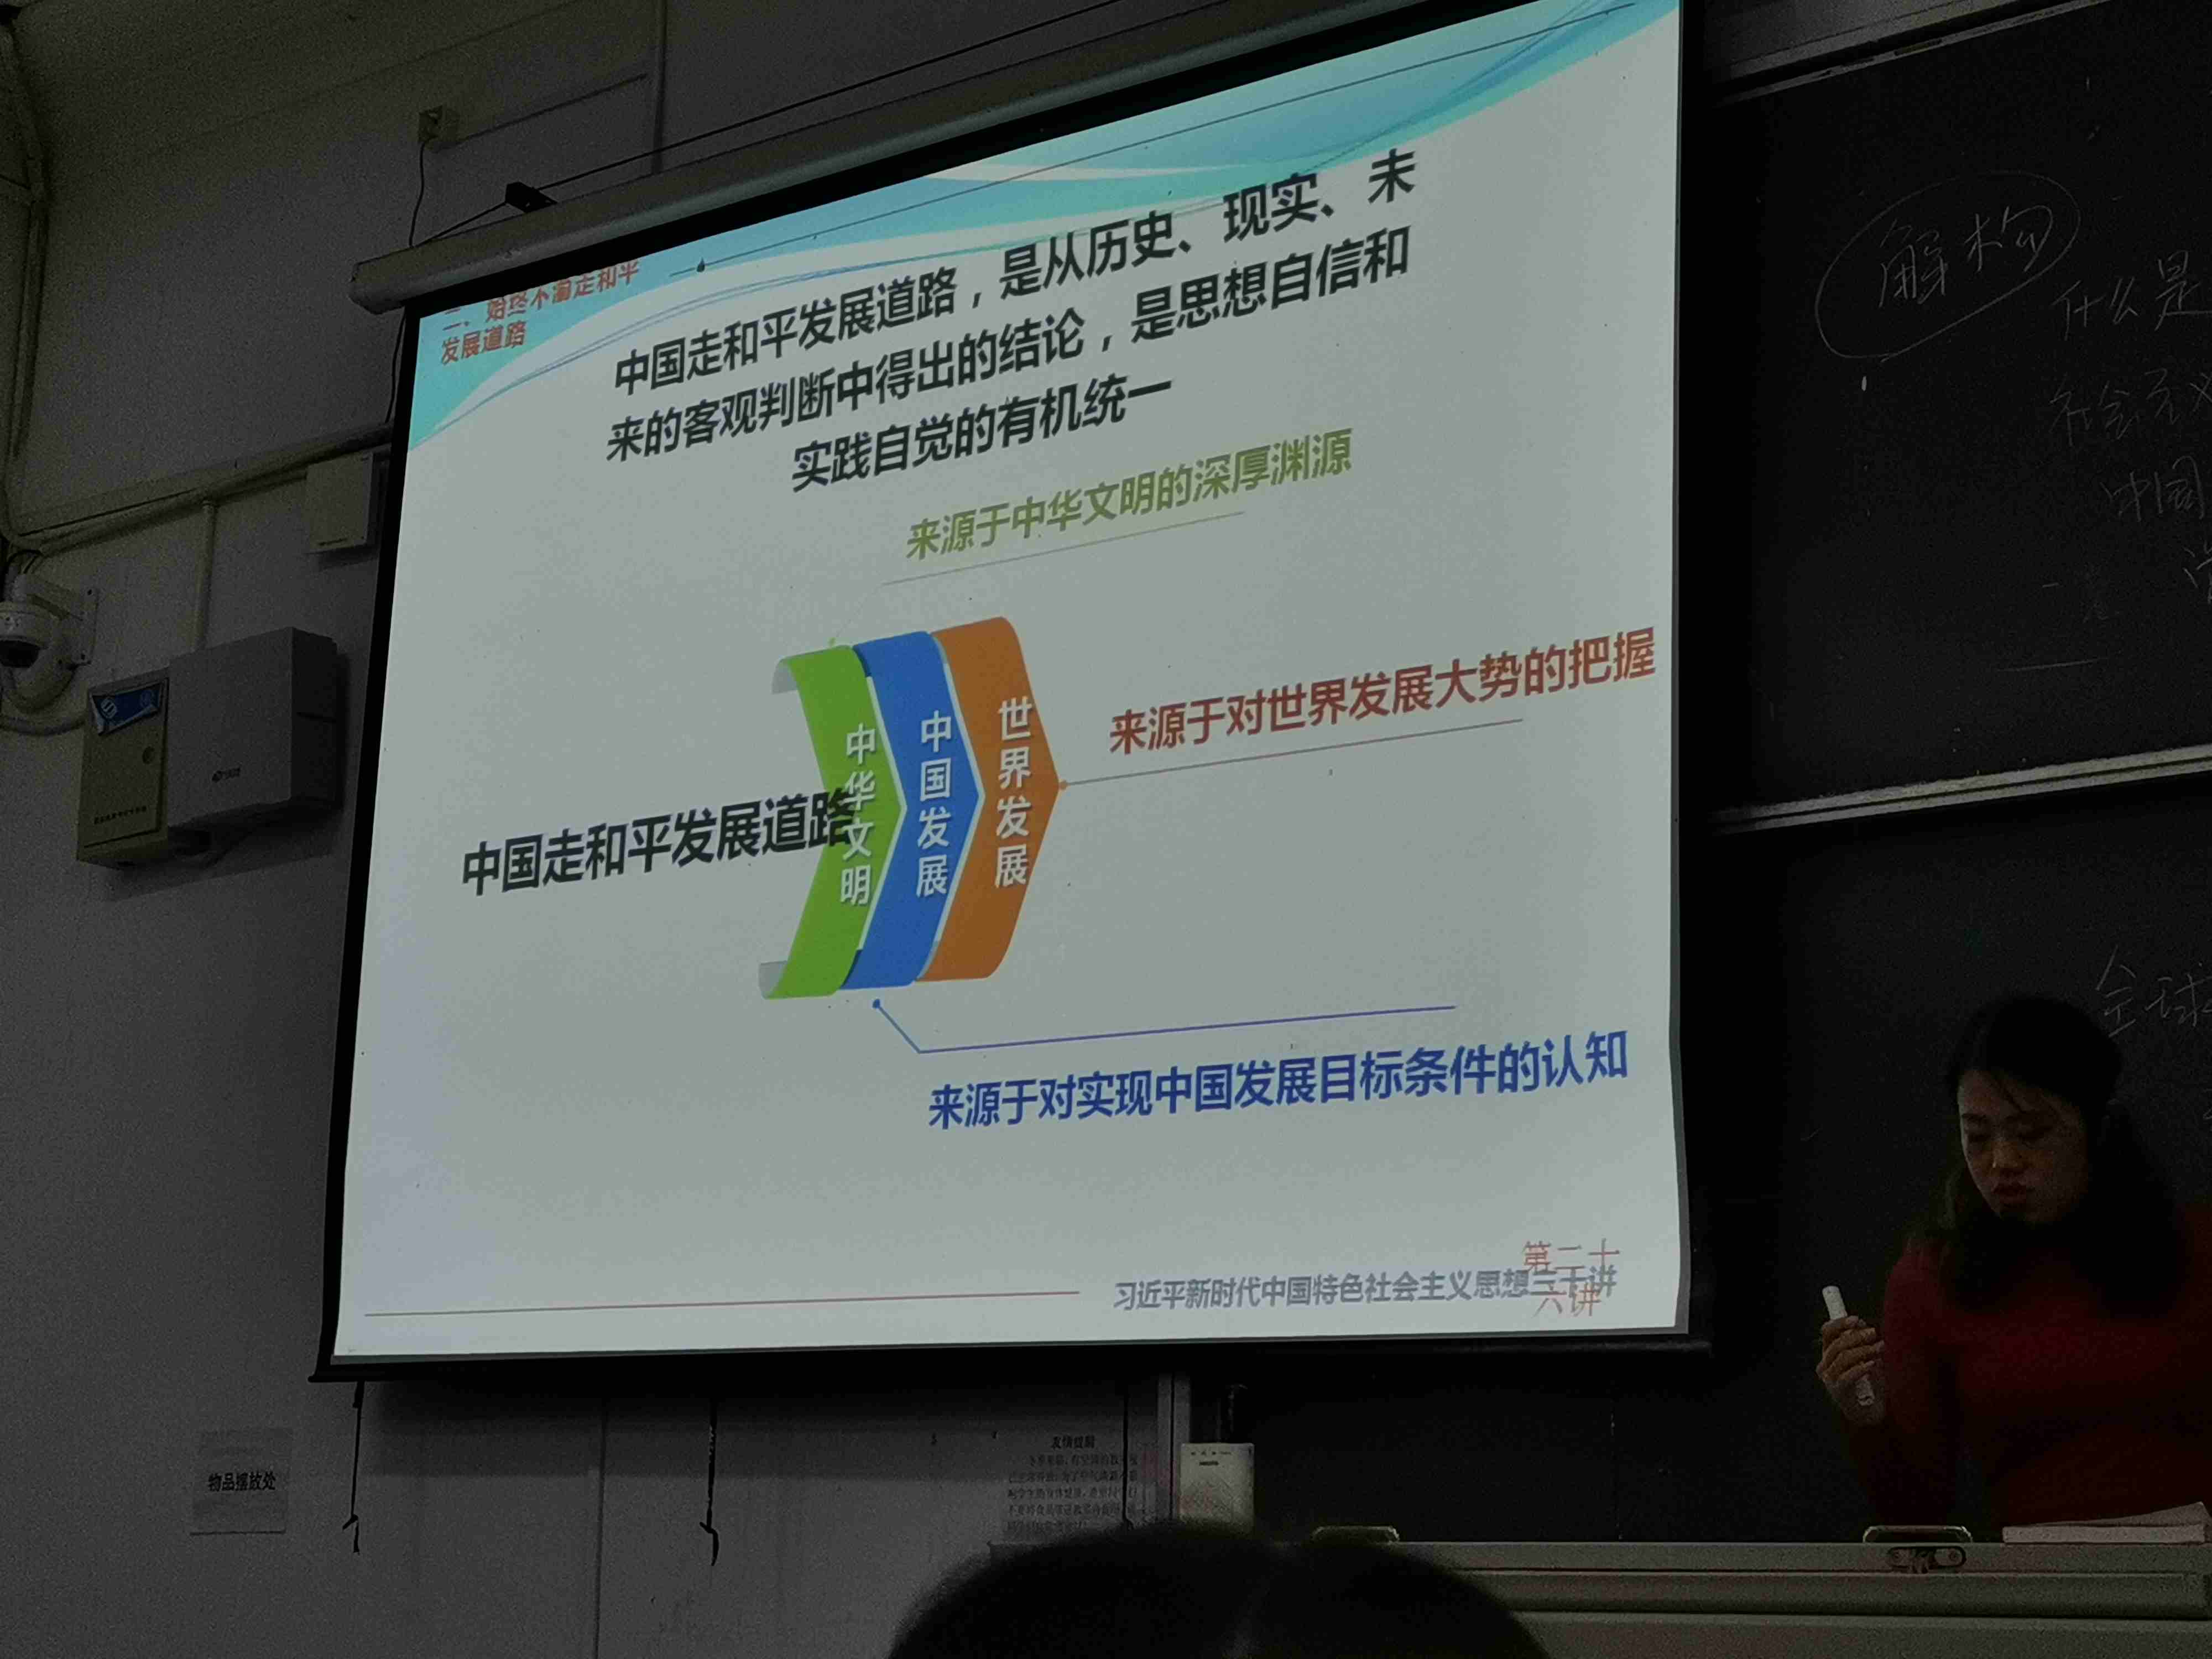 二、始终不渝走和平
发展道路
中国走和平发展道路，是从历史、现实、未
来的客观判断中得出的结论，是思想自信和
实践自觉的有机统一
来源于中华文明的深厚渊源
中国走和平发展道路
中华文明
中国发展
世界发展
来源于对世界发展大势的把握
来源于对实现中国发展目标条件的认知
习近平新时代中国特色社会主义思想三十讲
第二十
六讲
解构
什么是
社会主义
中国
全球
物品摆放处
友情提醒